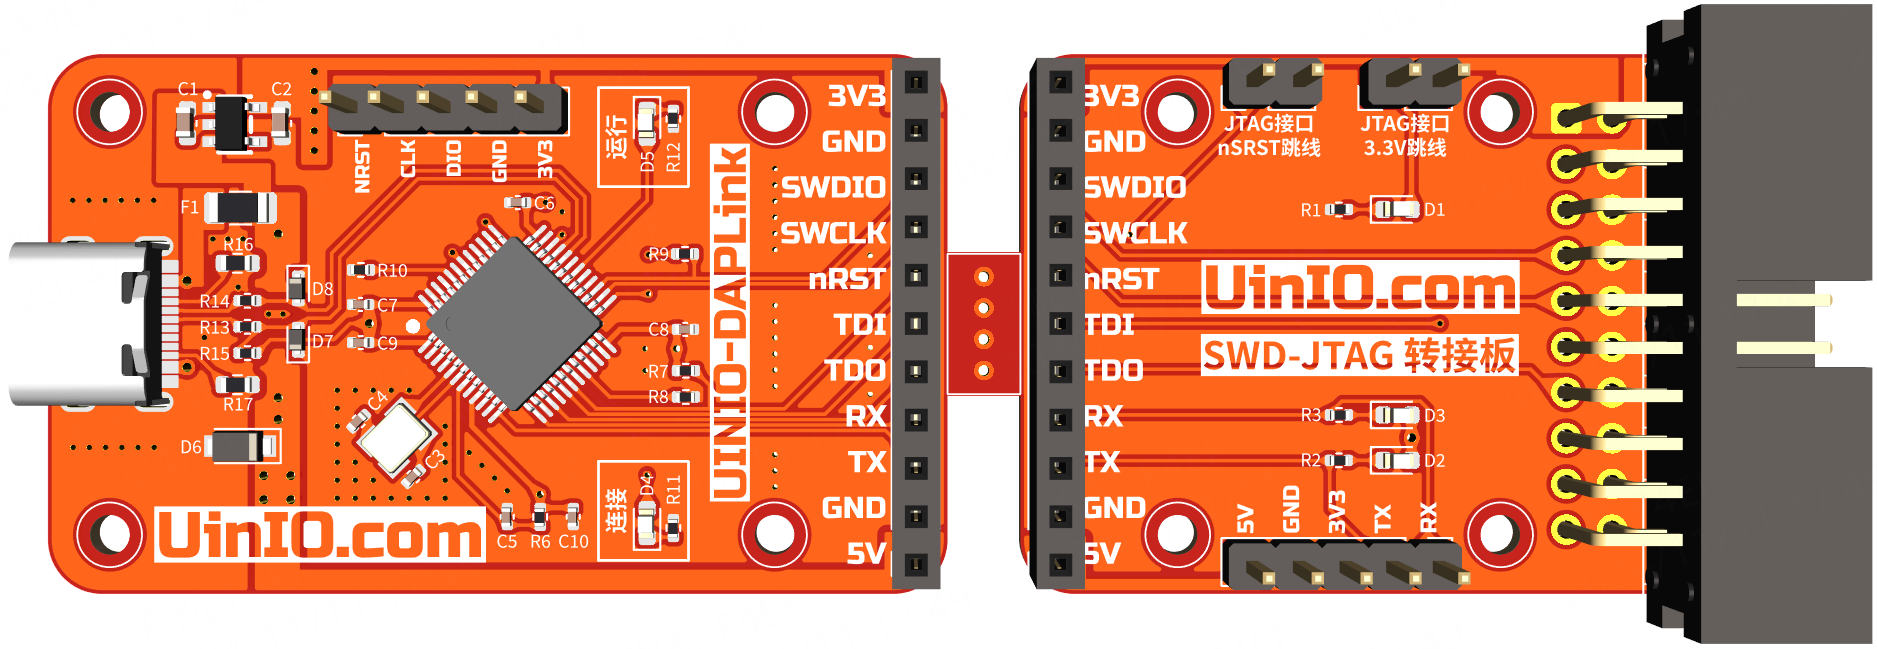 C1
C2
F1
R16
R14
R13
R15
R17
D8
D7
D6
R10
C7
C9
C4
C3
C6
NRST
CLK
DIO
GND
3V3
运行
D5
R12
R9
C8
R7
R8
连接
D4
R11
C5
R6
C10
UinIO.com
UINIO-DAPLink
3V3
GND
SWDIO
SWCLK
nRST
TDI
TDO
RX
TX
GND
5V
3V3
GND
SWDIO
SWCLK
nRST
TDI
TDO
RX
TX
GND
5V
JTAG接口
nSRST跳线
JTAG接口
3.3V跳线
R1
D1
UinIO.com
SWD-JTAG 转接板
R3
D3
R2
D2
5V
GND
3V3
TX
RX